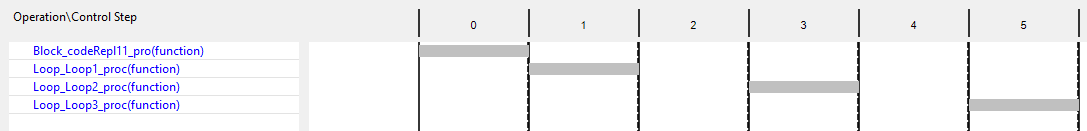 Operation\Control Step
0 1 2 3 4 5
Block_codeRepl11_pro(function)
Loop_Loop1_proc(function)
Loop_Loop2_proc(function)
Loop_Loop3_proc(function)